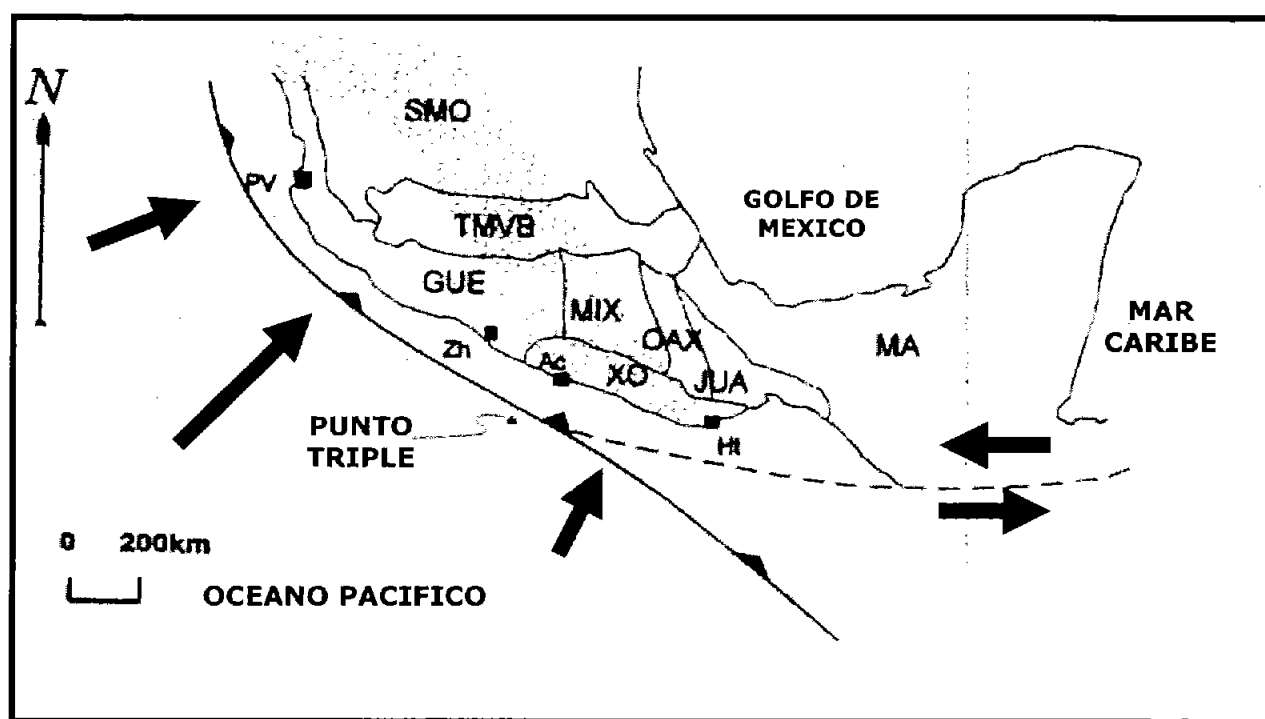 N
SMO
PV
GOLFO DE
MEXICO
TMVB
GUE
MIX
MAR
CARIBE
Zh
OAX
MA
Ac
XO
JUA
PUNTO
TRIPLE
Ht
0 200km
OCEANO PACIFICO